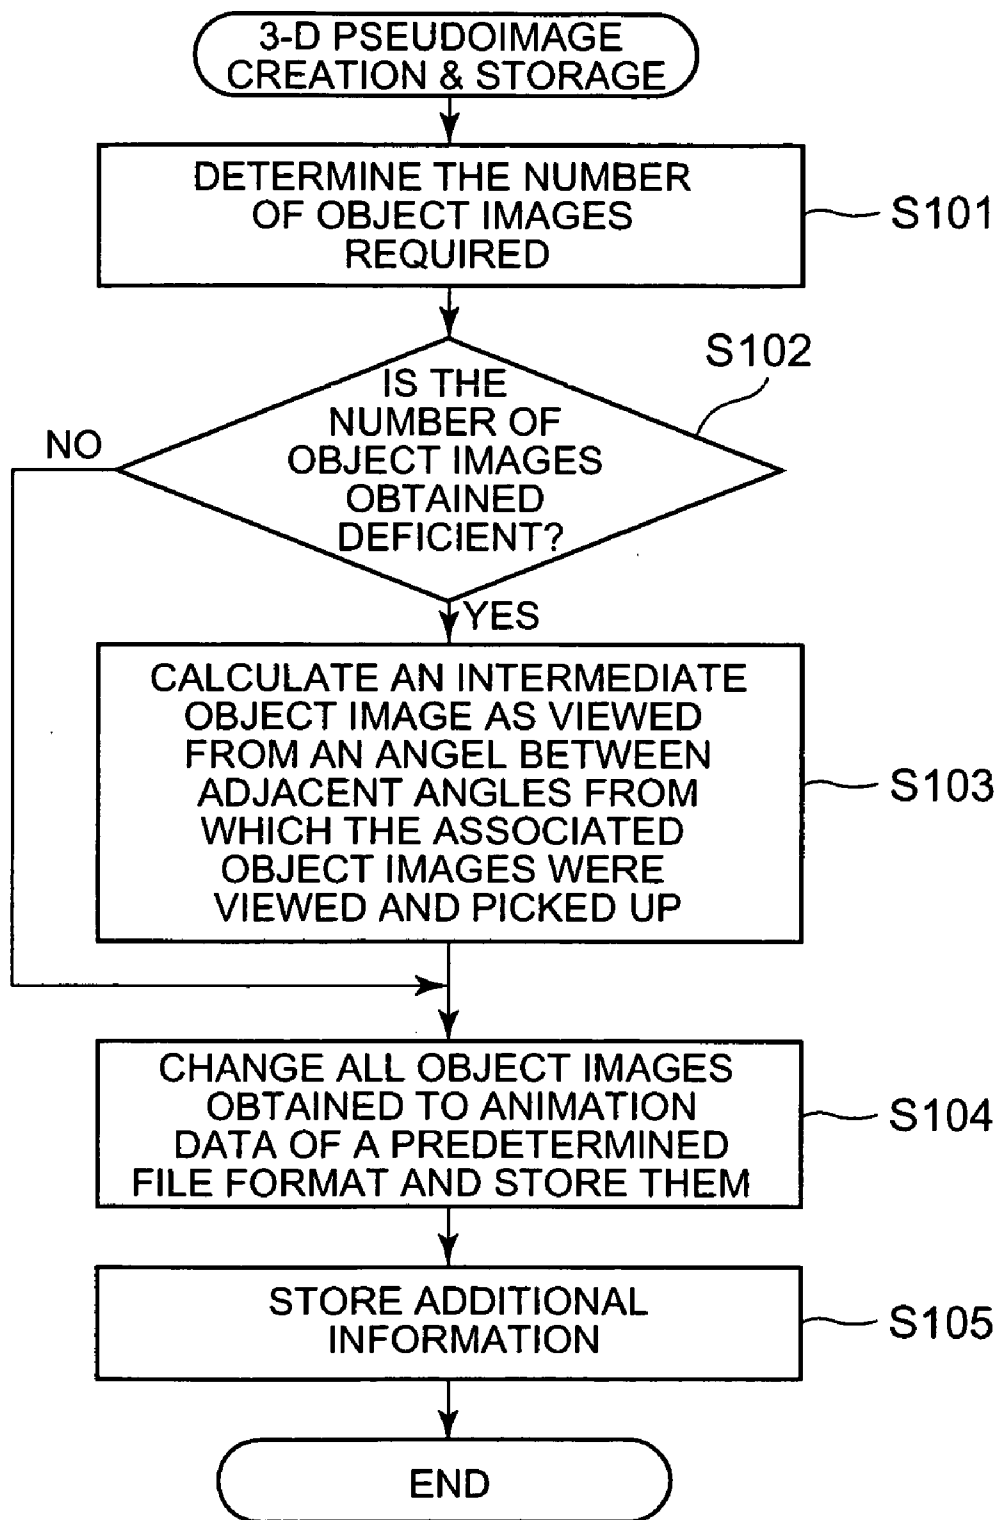 3-D PSEUDOIMAGE
CREATION & STORAGE
DETERMINE THE NUMBER
OF OBJECT IMAGES
REQUIRED
S101
S102
IS THE
NUMBER OF
OBJECT IMAGES
OBTAINED
DEFICIENT?
NO
YES
CALCULATE AN INTERMEDIATE
OBJECT IMAGE AS VIEWED
FROM AN ANGEL BETWEEN
ADJACENT ANGLES FROM
WHICH THE ASSOCIATED
OBJECT IMAGES WERE
VIEWED AND PICKED UP
S103
CHANGE ALL OBJECT IMAGES
OBTAINED TO ANIMATION
DATA OF A PREDETERMINED
FILE FORMAT AND STORE THEM
S104
STORE ADDITIONAL
INFORMATION
S105
END